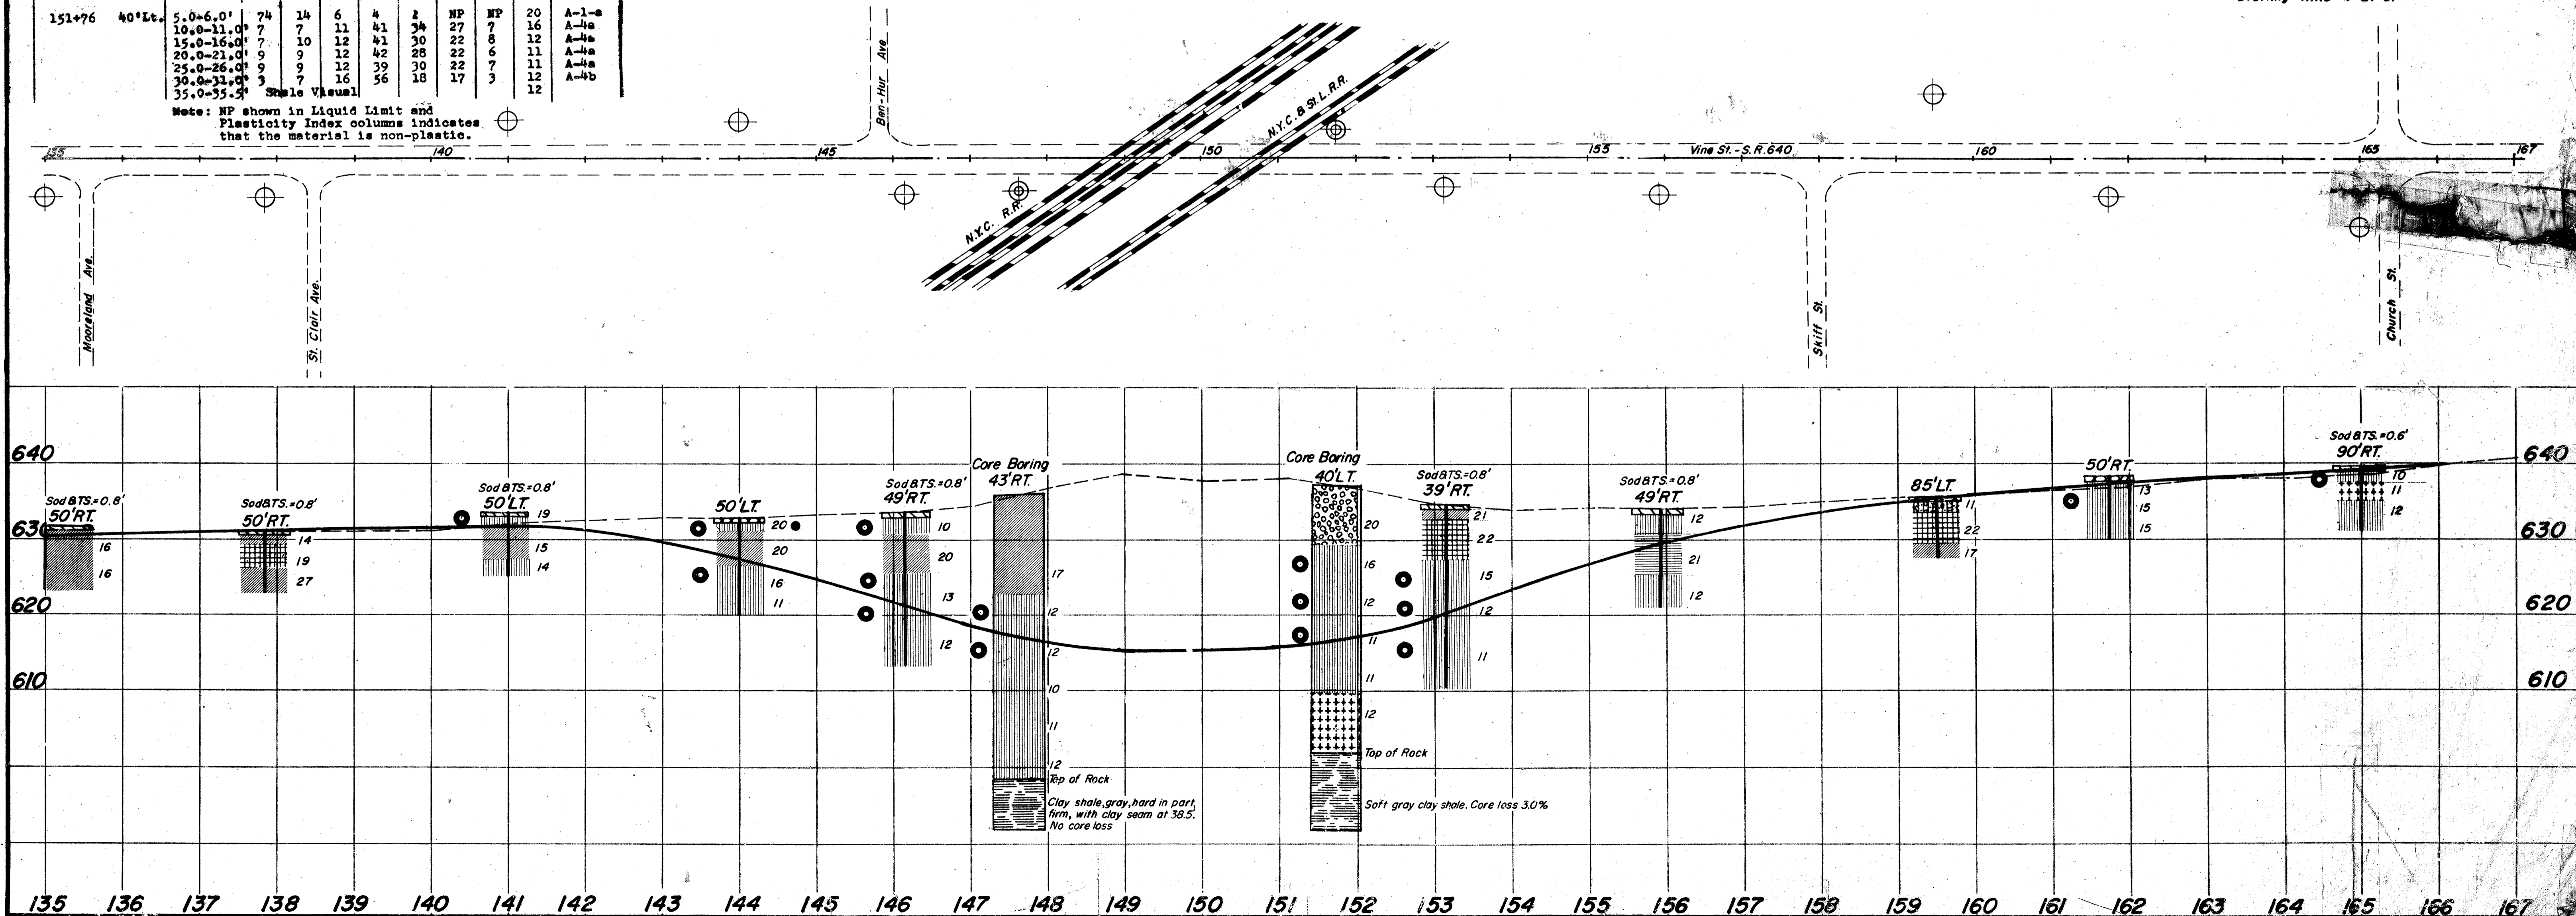 151+76 40'Lt. 5.0-6.0' 74 14 6 4 2 NP NP 20 A-1-a
10.0-11.0' 7 7 11 41 34 27 7 16 A-4a
15.0-16.0' 7 10 12 41 30 22 8 12 A-4a
20.0-21.0' 9 9 12 42 28 22 6 11 A-4a
25.0-26.0' 9 9 12 39 30 22 7 11 A-4a
30.0-31.0' 3 7 16 56 18 17 3 12 A-4b
35.0-35.5' Shale Visual 12
Note: NP shown in Liquid Limit and
Plasticity Index columns indicates
that the material is non-plastic.
Ben-Hur Ave
N.Y.C. & St. L. R.R.
135 140 145 150 155 Vine St. - S.R. 640 160 165 167
N.Y.C. R.R.
Mooreland Ave.
St. Clair Ave.
Skiff St.
Church St.
640
630
620
610
640
630
620
610
Sod & T.S.=0.8'
50'RT.
16
16
Sod & T.S.=0.8'
50'RT.
14
19
27
Sod & T.S.=0.8'
50'LT.
19
15
14
50'LT.
20
20
16
11
Sod & T.S.=0.8'
49'RT.
10
20
13
12
Core Boring
43'RT.
17
12
12
10
11
12
Top of Rock
Clay shale, gray, hard in part,
firm, with clay seam at 38.5'.
No core loss
Core Boring
40'LT.
20
16
12
11
11
12
Top of Rock
Soft gray clay shale. Core loss 3.0%
Sod & T.S.=0.8'
39'RT.
21
22
15
12
11
Sod & T.S.=0.8'
49'RT.
12
21
12
85'LT.
11
22
17
50'RT.
13
15
15
Sod & T.S.=0.6'
90'RT.
10
11
12
135 136 137 138 139 140 141 142 143 144 145 146 147 148 149 150 151 152 153 154 155 156 157 158 159 160 161 162 163 164 165 166 167